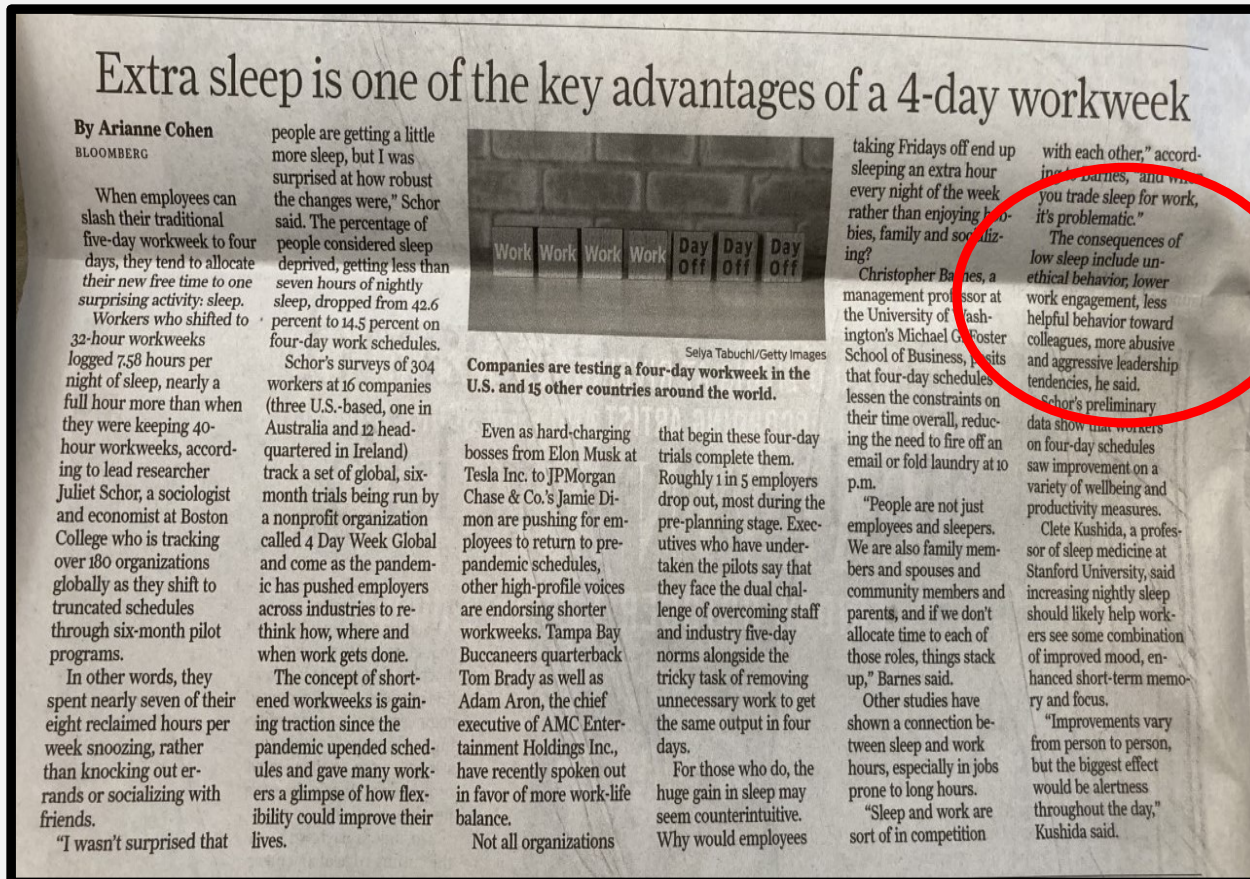 Extra sleep is one of the key advantages of a 4-day workweek
By Arianne Cohen
BLOOMBERG
When employees can
slash their traditional
five-day workweek to four
days, they tend to allocate
their new free time to one
surprising activity: sleep.
Workers who shifted to
32-hour workweeks
logged 7.58 hours per
night of sleep, nearly a
full hour more than when
they were keeping 40-
hour workweeks, accord-
ing to lead researcher
Juliet Schor, a sociologist
and economist at Boston
College who is tracking
over 180 organizations
globally as they shift to
truncated schedules
through six-month pilot
programs.
In other words, they
spent nearly seven of their
eight reclaimed hours per
week snoozing, rather
than knocking out er-
rands or socializing with
friends.
"I wasn't surprised that
people are getting a little
more sleep, but I was
surprised at how robust
the changes were," Schor
said. The percentage of
people considered sleep
deprived, getting less than
seven hours of nightly
sleep, dropped from 42.6
percent to 14.5 percent on
four-day work schedules.
Schor's surveys of 304
workers at 16 companies
(three U.S.-based, one in
Australia and 12 head-
quartered in Ireland)
track a set of global, six-
month trials being run by
a nonprofit organization
called 4 Day Week Global
and come as the pandem-
ic has pushed employers
across industries to re-
think how, where and
when work gets done.
The concept of short-
ened workweeks is gain-
ing traction since the
pandemic upended sched-
ules and gave many work-
ers a glimpse of how flex-
ibility could improve their
lives.
Work Work Work Work Day Off Day Off Day Off
Seiya Tabuchi/Getty Images
Companies are testing a four-day workweek in the
U.S. and 15 other countries around the world.
Even as hard-charging
bosses from Elon Musk at
Tesla Inc. to JPMorgan
Chase & Co.'s Jamie Di-
mon are pushing for em-
ployees to return to pre-
pandemic schedules,
other high-profile voices
are endorsing shorter
workweeks. Tampa Bay
Buccaneers quarterback
Tom Brady as well as
Adam Aron, the chief
executive of AMC Enter-
tainment Holdings Inc.,
have recently spoken out
in favor of more work-life
balance.
Not all organizations
that begin these four-day
trials complete them.
Roughly 1 in 5 employers
drop out, most during the
pre-planning stage. Exec-
utives who have under-
taken the pilots say that
they face the dual chal-
lenge of overcoming staff
and industry five-day
norms alongside the
tricky task of removing
unnecessary work to get
the same output in four
days.
For those who do, the
huge gain in sleep may
seem counterintuitive.
Why would employees
taking Fridays off end up
sleeping an extra hour
every night of the week
rather than enjoying hob-
bies, family and socializ-
ing?
Christopher Barnes, a
management professor at
the University of Wash-
ington's Michael G. Foster
School of Business, posits
that four-day schedules
lessen the constraints on
their time overall, reduc-
ing the need to fire off an
email or fold laundry at 10
p.m.
"People are not just
employees and sleepers.
We are also family mem-
bers and spouses and
community members and
parents, and if we don't
allocate time to each of
those roles, things stack
up," Barnes said.
Other studies have
shown a connection be-
tween sleep and work
hours, especially in jobs
prone to long hours.
"Sleep and work are
sort of in competition
with each other," accord-
ing to Barnes, "and when
you trade sleep for work,
it's problematic."
The consequences of
low sleep include un-
ethical behavior, lower
work engagement, less
helpful behavior toward
colleagues, more abusive
and aggressive leadership
tendencies, he said.
Schor's preliminary
data show that workers
on four-day schedules
saw improvement on a
variety of wellbeing and
productivity measures.
Clete Kushida, a profes-
sor of sleep medicine at
Stanford University, said
increasing nightly sleep
should likely help work-
ers see some combination
of improved mood, en-
hanced short-term memo-
ry and focus.
"Improvements vary
from person to person,
but the biggest effect
would be alertness
throughout the day,"
Kushida said.